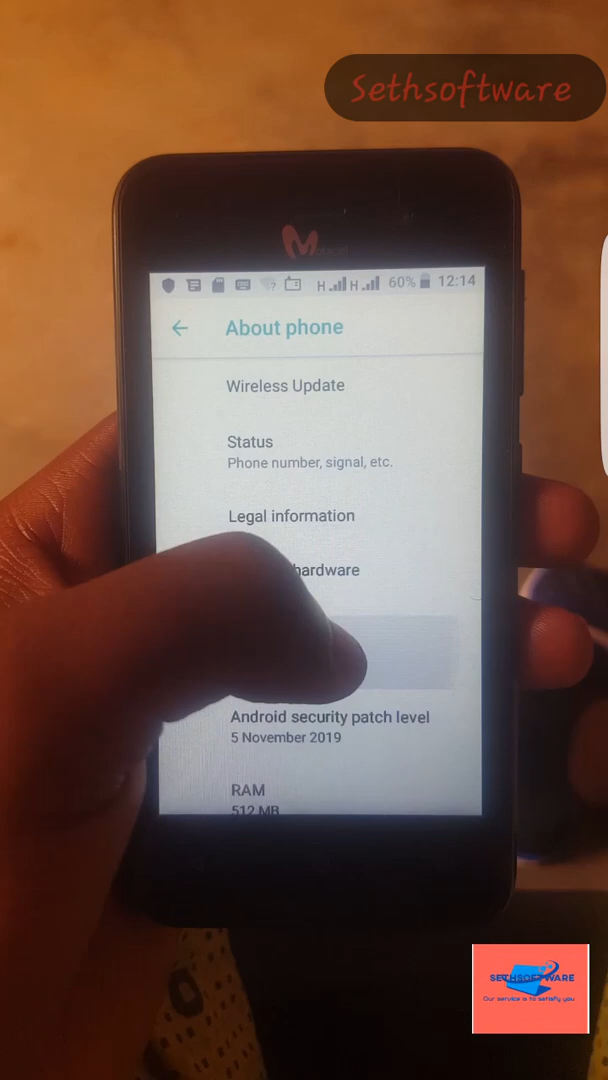 Sethsoftware
H H 60% 12:14
About phone
Wireless Update
Status
Phone number, signal, etc.
Legal information
hardware
Android security patch level
5 November 2019
RAM
512 MB
SETHSOFTWARE
Our service is to satisfy you